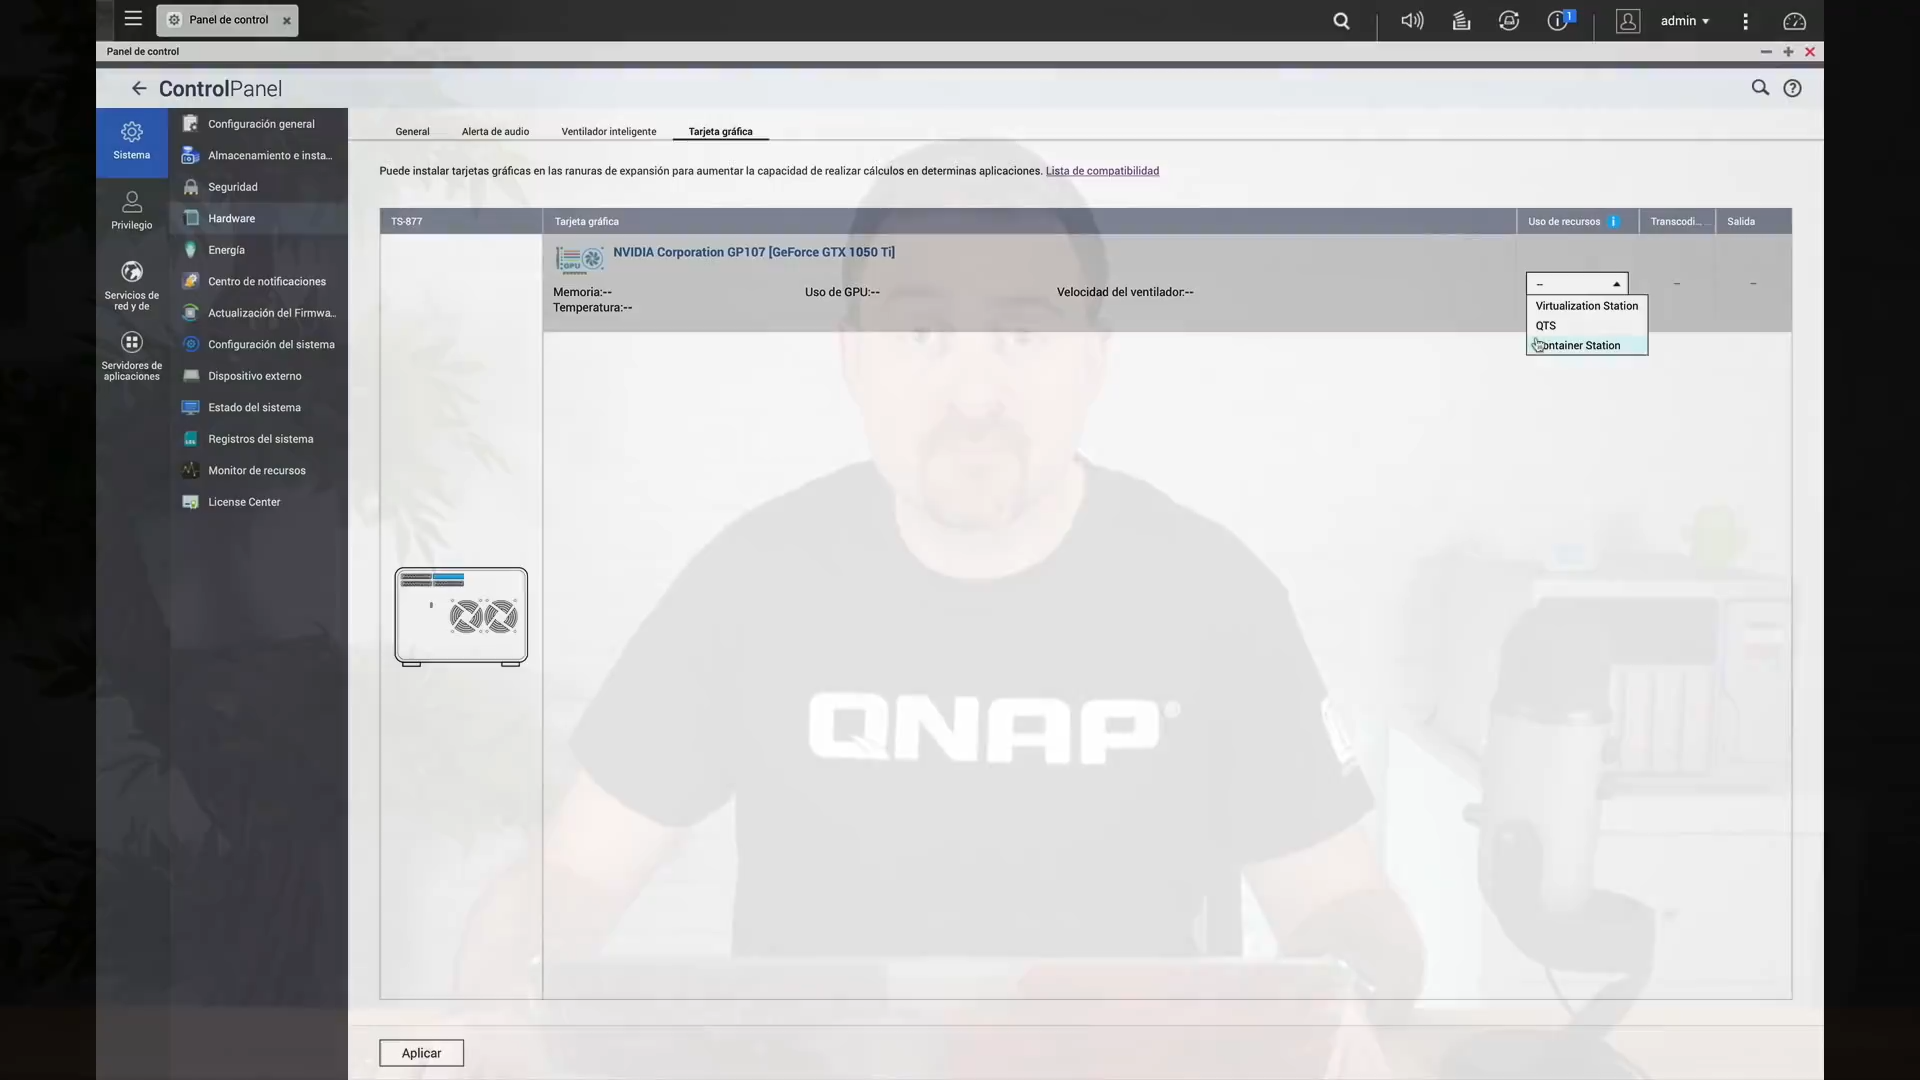 Panel de control
1
admin
Panel de control
ControlPanel
Sistema
Privilegio
Servicios de
red y de
Servidores de
aplicaciones
Configuración general
Almacenamiento e insta...
Seguridad
Hardware
Energía
Centro de notificaciones
Actualización del Firmwa...
Configuración del sistema
Dispositivo externo
Estado del sistema
Registros del sistema
Monitor de recursos
License Center
General
Alerta de audio
Ventilador inteligente
Tarjeta gráfica
Puede instalar tarjetas gráficas en las ranuras de expansión para aumentar la capacidad de realizar cálculos en determinas aplicaciones. Lista de compatibilidad
TS-877
Tarjeta gráfica
Uso de recursos
Transcodi...
Salida
GPU
NVIDIA Corporation GP107 [GeForce GTX 1050 Ti]
Memoria:--
Uso de GPU:--
Velocidad del ventilador:--
Temperatura:--
--
--
--
Virtualization Station
QTS
Container Station
QNAP®
Aplicar